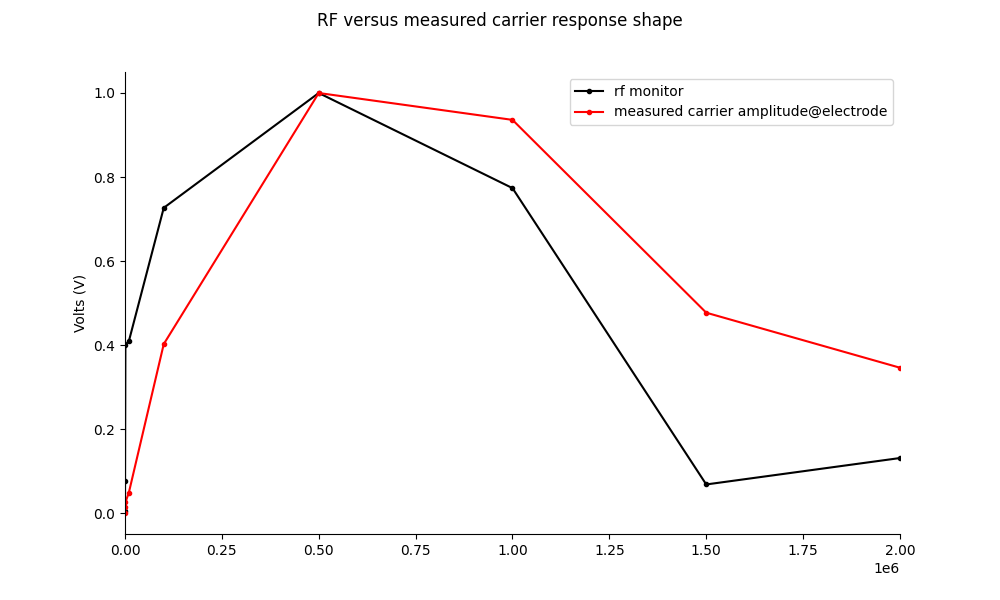 RF versus measured carrier response shape
rf monitor
measured carrier amplitude@electrode
Volts (V)
1.0
0.8
0.6
0.4
0.2
0.0
0.00 0.25 0.50 0.75 1.00 1.25 1.50 1.75 2.00
1e6